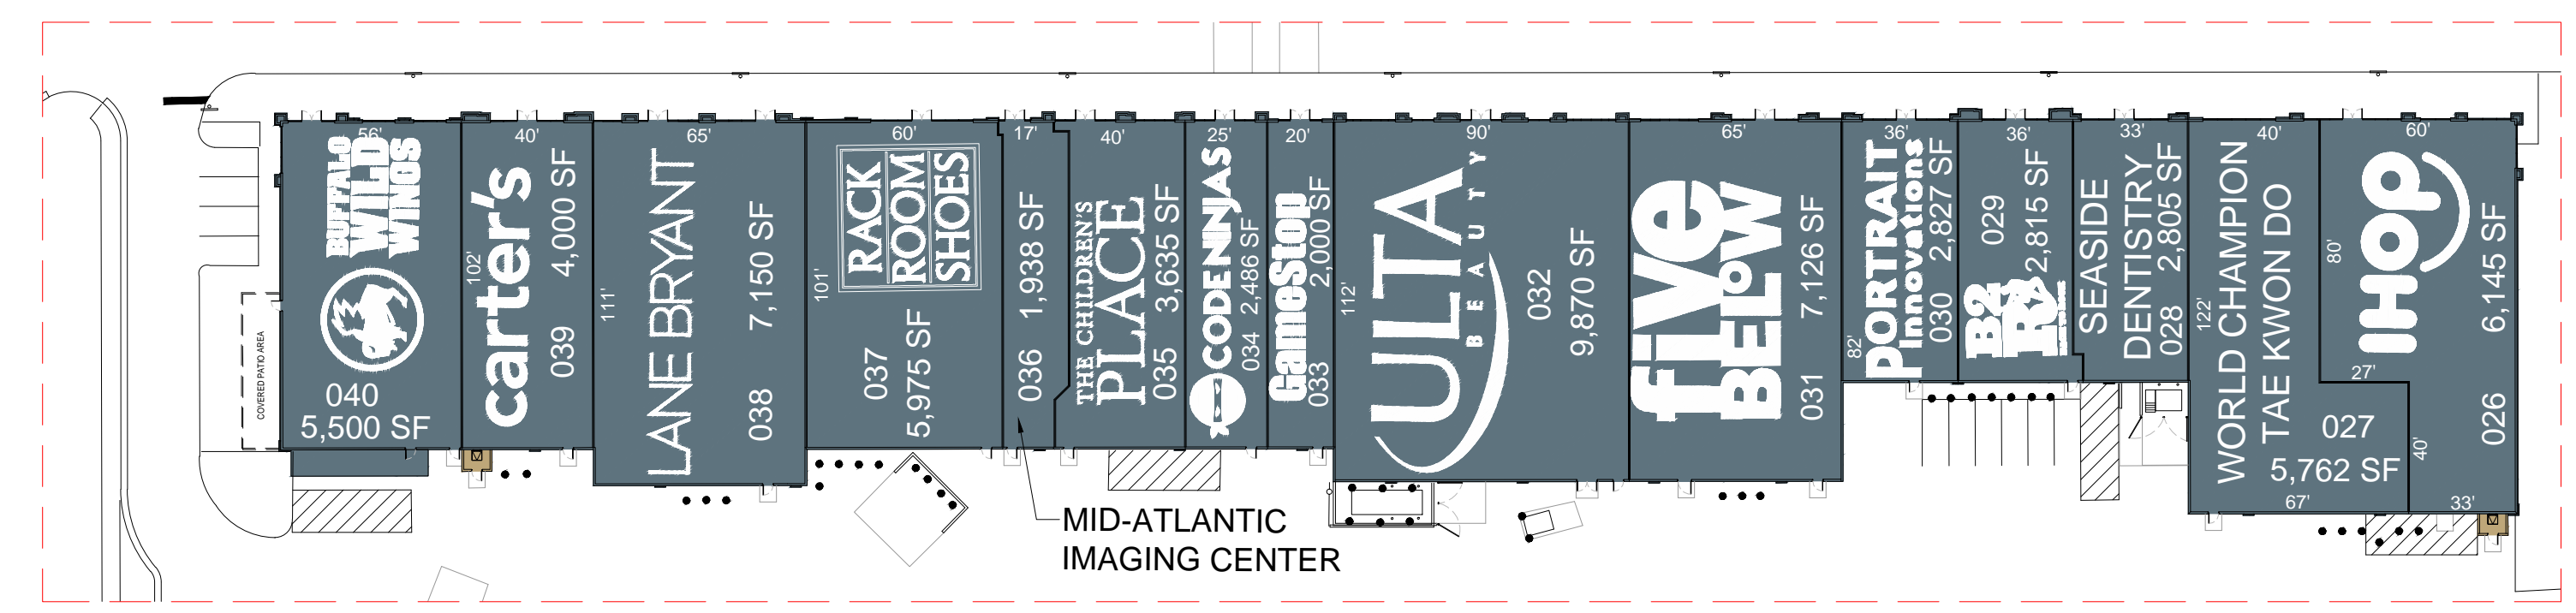 56'
BUFFALO
WILD
WINGS
040
5,500 SF
COVERED PATIO AREA
40'
102'
carter's
039 4,000 SF
65'
111'
LANE BRYANT
038 7,150 SF
60'
101'
RACK
ROOM
SHOES
037
5,975 SF
17'
036 1,938 SF
MID-ATLANTIC
IMAGING CENTER
40'
THE CHILDREN'S
PLACE
035 3,635 SF
25'
CODENINJAS
034 2,486 SF
20'
GameStop
033 2,000 SF
90'
112'
ULTA
BEAUTY
032
9,870 SF
65'
five
BELOW
031 7,126 SF
36'
82'
PORTRAIT
Innovations
030 2,827 SF
36'
029
2,815 SF
B2
33'
SEASIDE
DENTISTRY
028 2,805 SF
40'
122'
WORLD CHAMPION
TAE KWON DO
027
5,762 SF
67'
60'
80'
27'
40'
33'
IHOP
026 6,145 SF